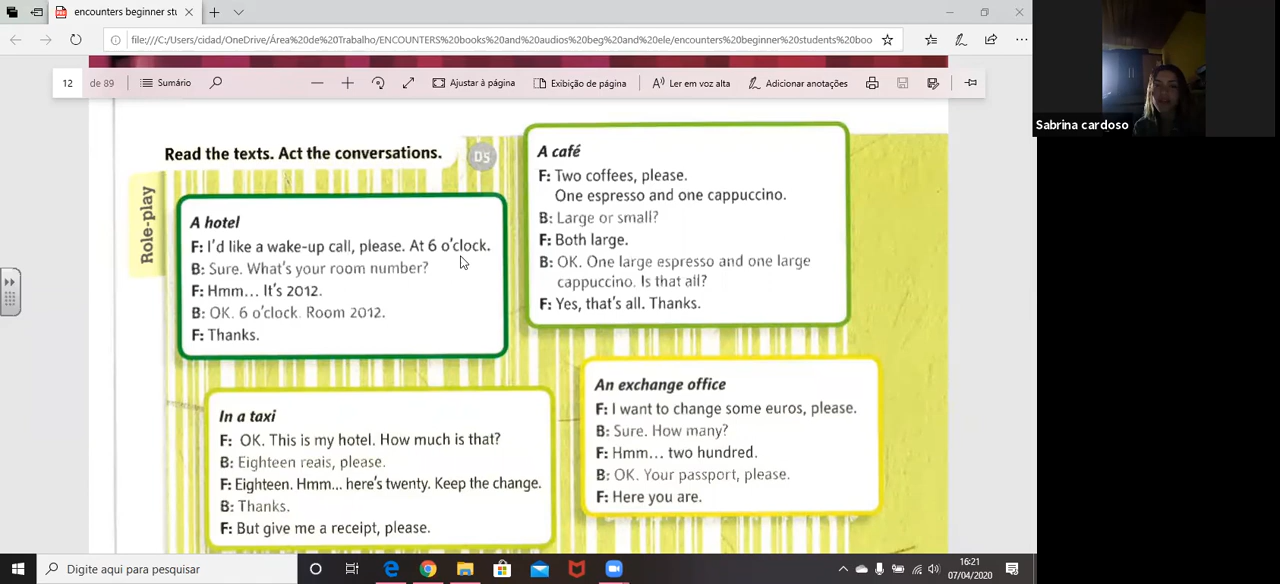 encounters beginner stu
file:///C:/Users/cidad/OneDrive/Área%20de%20Trabalho/ENCOUNTERS%20books%20and%20audios%20beg%20and%20ele/encounters%20beginner%20students%20boo
12 de 89
Sumário
Ajustar à página
Exibição de página
Ler em voz alta
Adicionar anotações
Sabrina cardoso
Read the texts. Act the conversations.
D5
Role-play
A hotel
F: I'd like a wake-up call, please. At 6 o'clock.
B: Sure. What's your room number?
F: Hmm... It's 2012.
B: OK. 6 o'clock. Room 2012.
F: Thanks.
A café
F: Two coffees, please.
One espresso and one cappuccino.
B: Large or small?
F: Both large.
B: OK. One large espresso and one large
cappuccino. Is that all?
F: Yes, that's all. Thanks.
In a taxi
F: OK. This is my hotel. How much is that?
B: Eighteen reais, please.
F: Eighteen. Hmm... here's twenty. Keep the change.
B: Thanks.
F: But give me a receipt, please.
An exchange office
F: I want to change some euros, please.
B: Sure. How many?
F: Hmm... two hundred.
B: OK. Your passport, please.
F: Here you are.
Digite aqui para pesquisar
16:21
07/04/2020